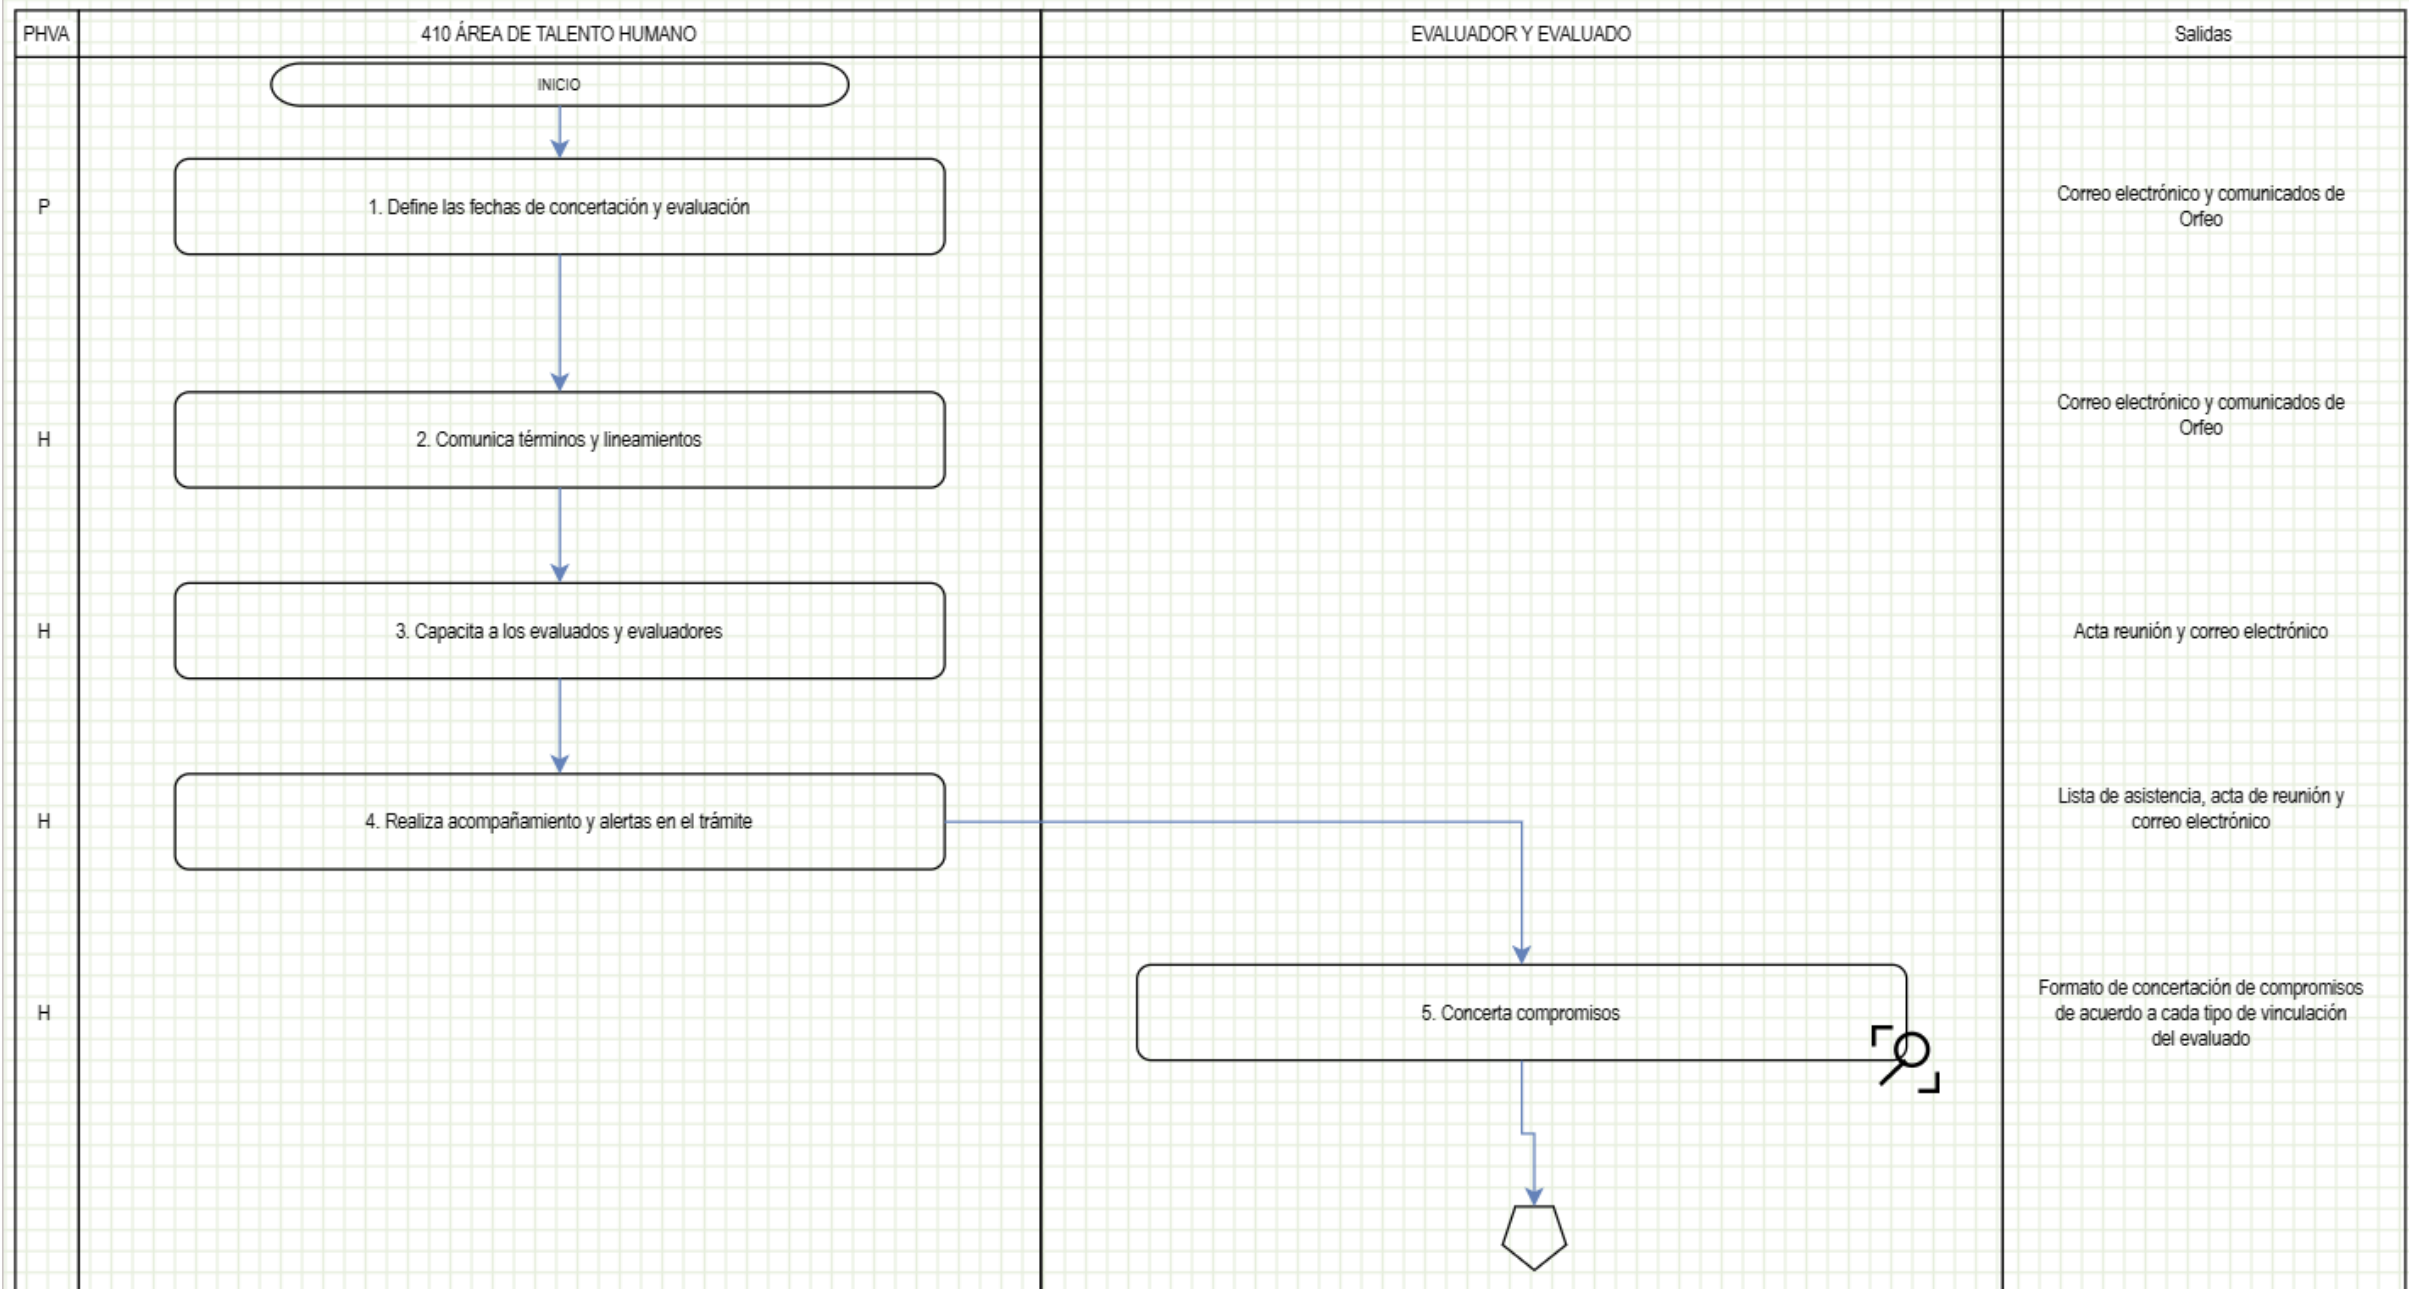 PHVA
410 ÁREA DE TALENTO HUMANO
EVALUADOR Y EVALUADO
Salidas
INICIO
P
1. Define las fechas de concertación y evaluación
Correo electrónico y comunicados de
Orfeo
H
2. Comunica términos y lineamientos
Correo electrónico y comunicados de
Orfeo
H
3. Capacita a los evaluados y evaluadores
Acta reunión y correo electrónico
H
4. Realiza acompañamiento y alertas en el trámite
Lista de asistencia, acta de reunión y
correo electrónico
H
5. Concerta compromisos
Formato de concertación de compromisos
de acuerdo a cada tipo de vinculación
del evaluado